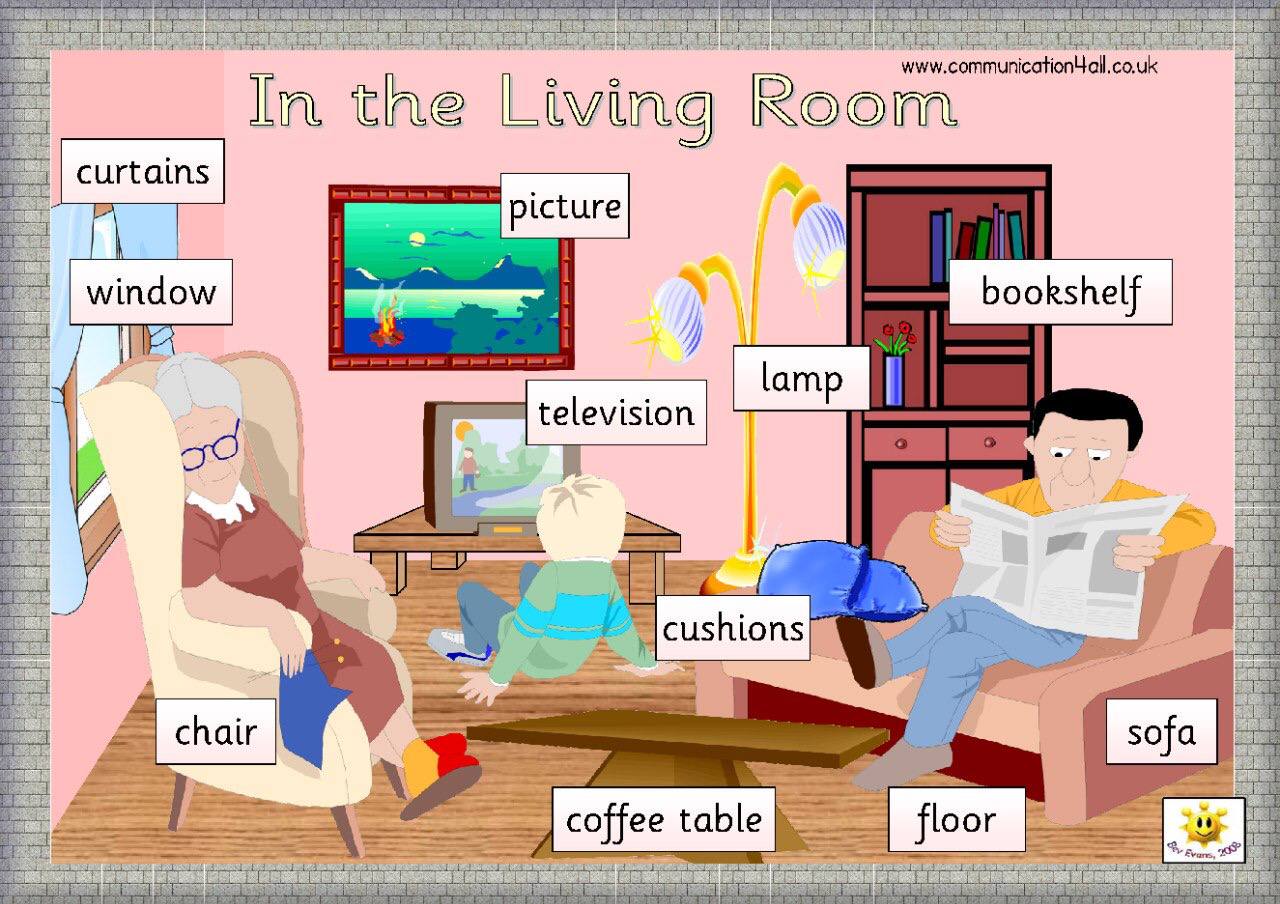 www.communication4all.co.uk
In the Living Room
curtains
picture
window
bookshelf
lamp
television
cushions
chair
sofa
coffee table
floor
Bev Evans, 2008